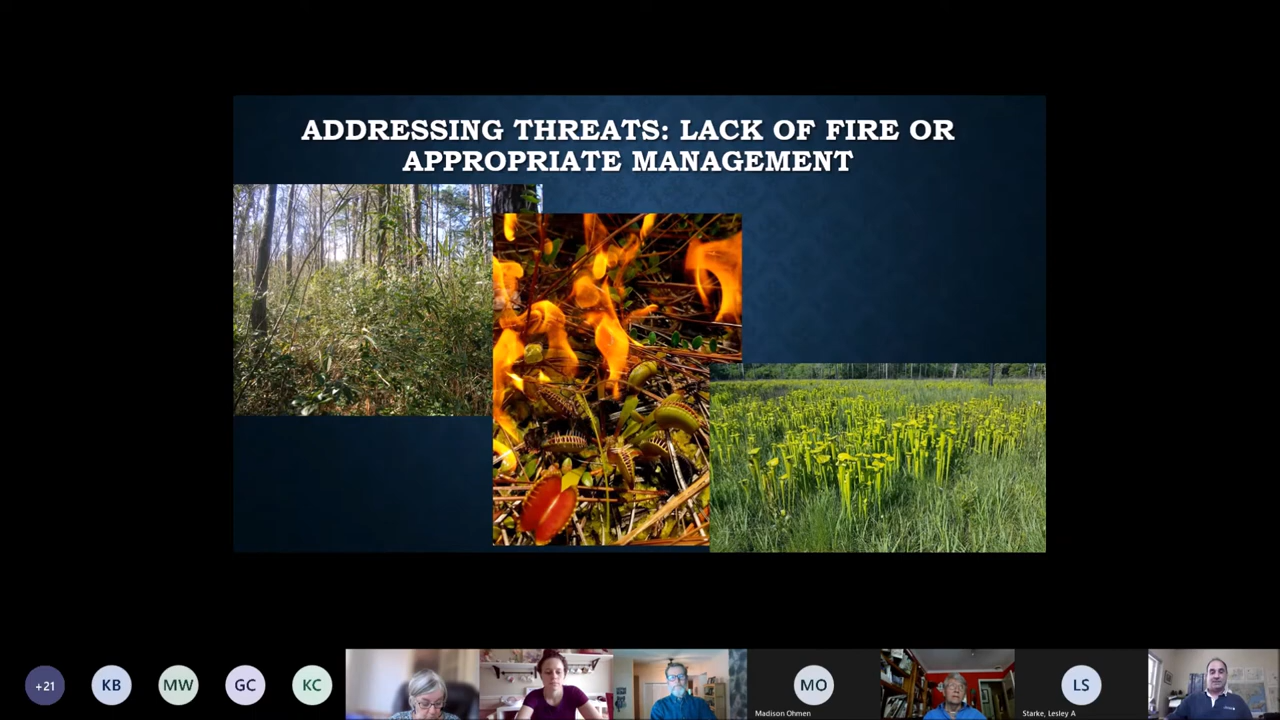 ADDRESSING THREATS: LACK OF FIRE OR
APPROPRIATE MANAGEMENT
+21
KB
MW
GC
KC
MO
LS
Madison Ohmen
Starke, Lesley A